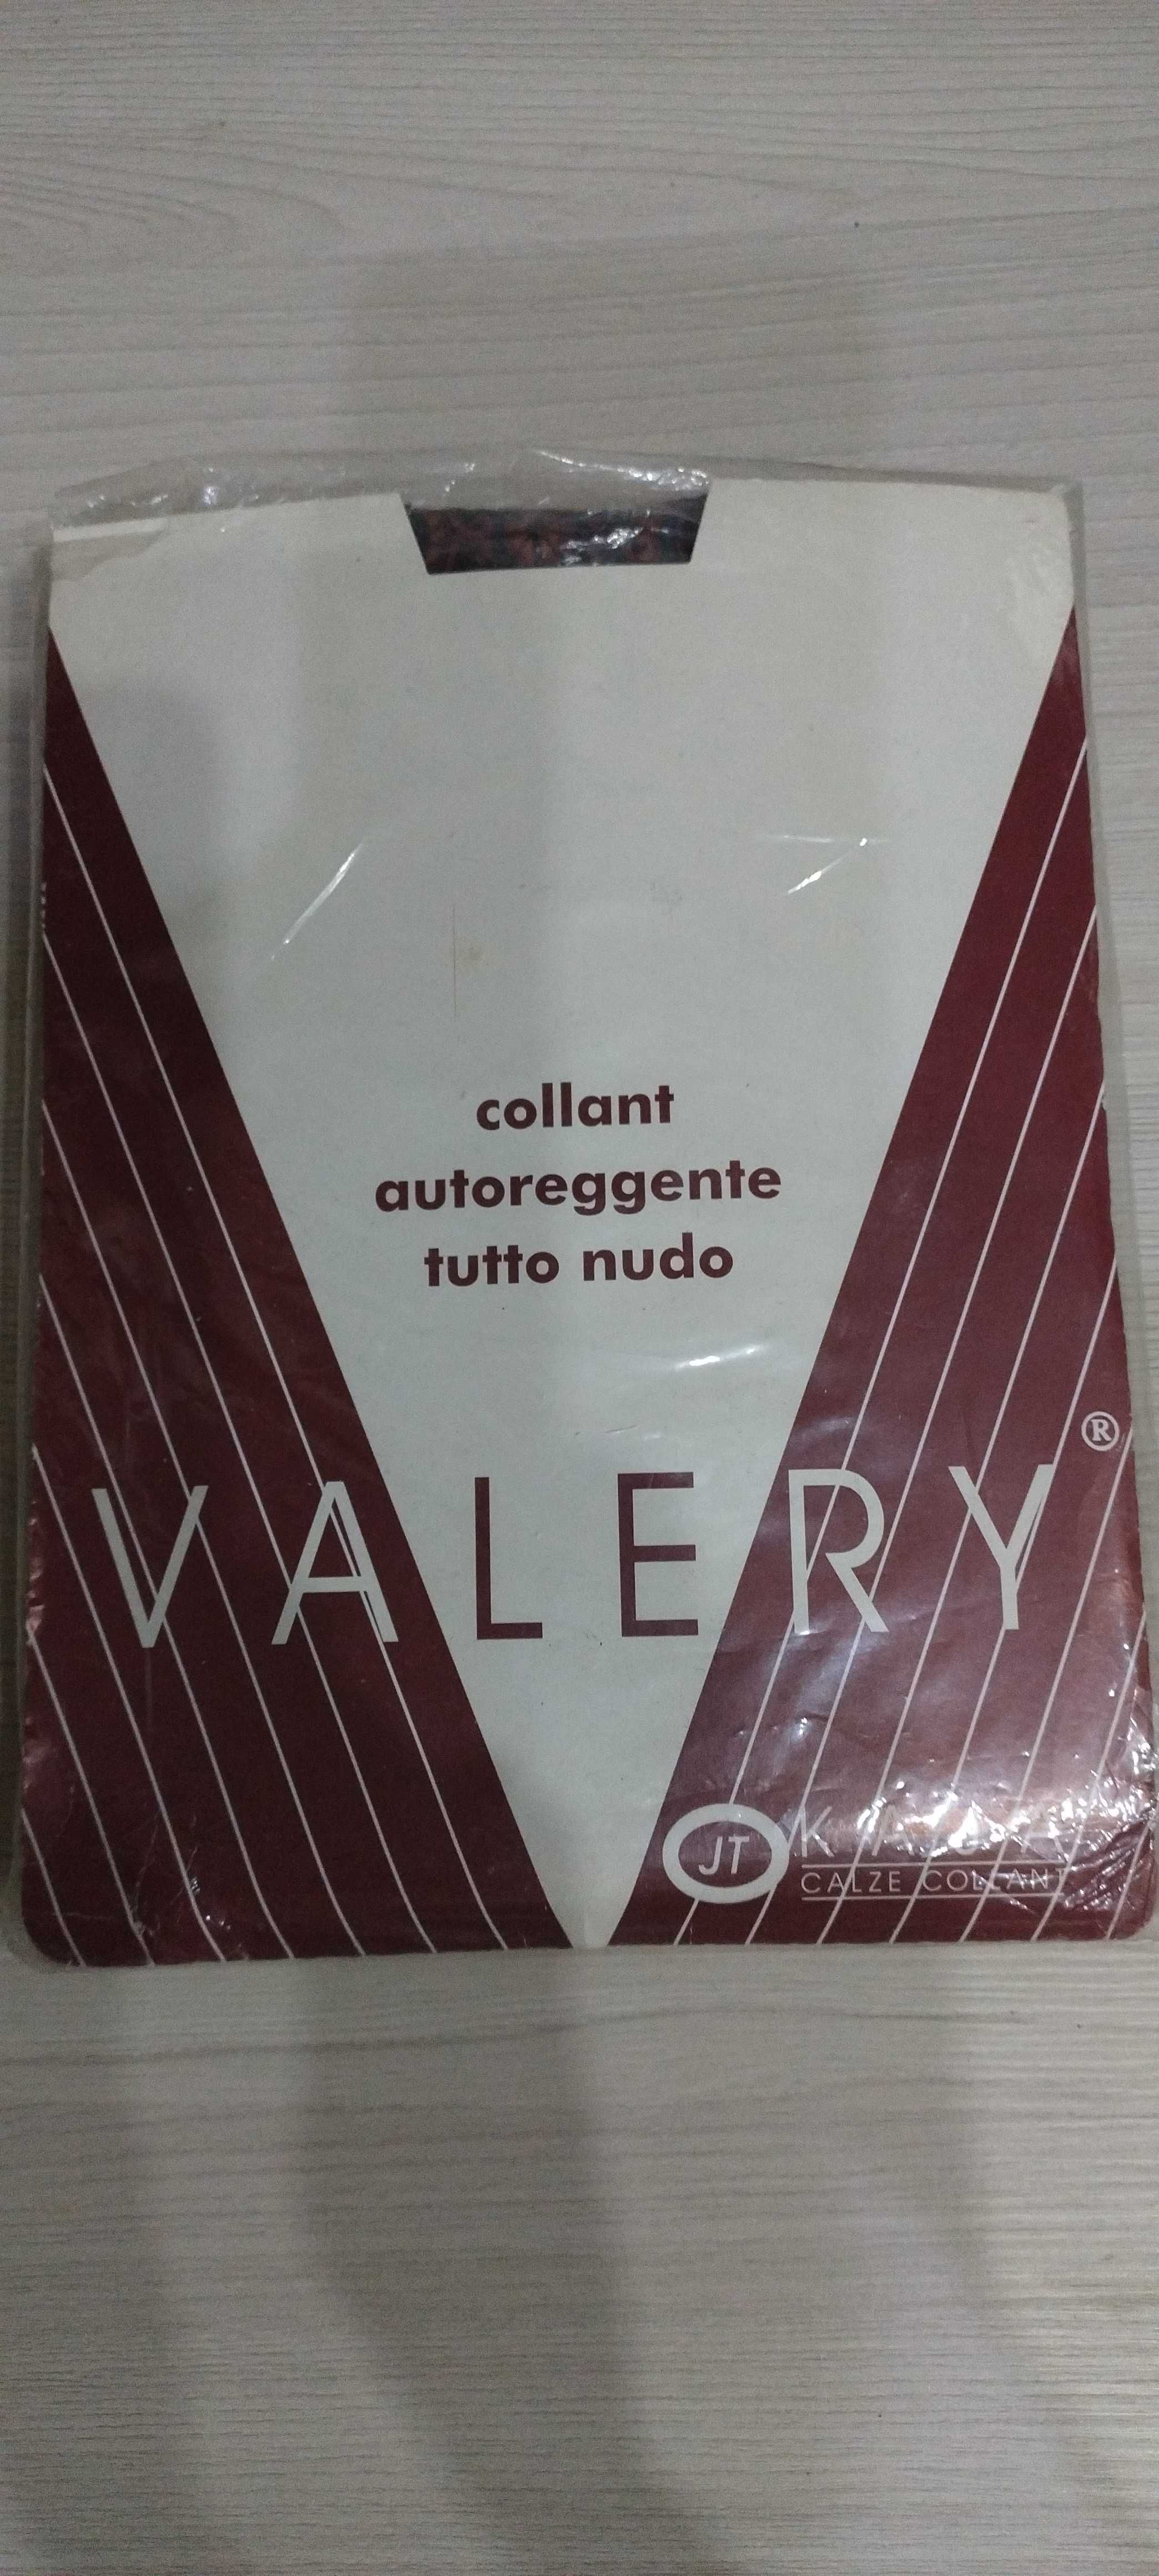 collant
autoreggente
tutto nudo
VALERY®
JT
CALZE COLLANT